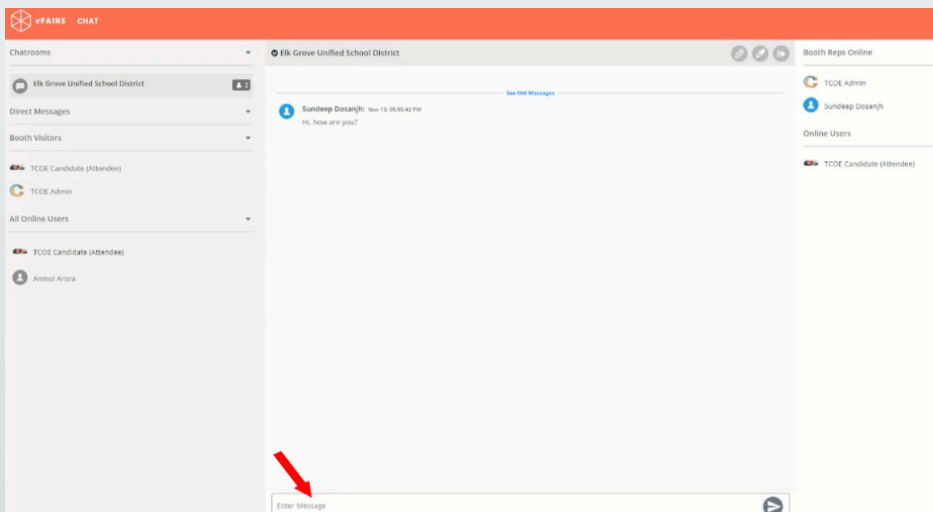 vFAIRS | CHAT
Chatrooms
Elk Grove Unified School District
2
Direct Messages
Booth Visitors
TCOE Candidate (Attendee)
TCOE Admin
All Online Users
TCOE Candidate (Attendee)
Anmol Arora
Elk Grove Unified School District
See Old Messages
Sundeep Dosanjh: Nov 13, 05:55:42 PM
Hi, how are you?
Enter Message
Booth Reps Online
TCOE Admin
Sundeep Dosanjh
Online Users
TCOE Candidate (Attendee)